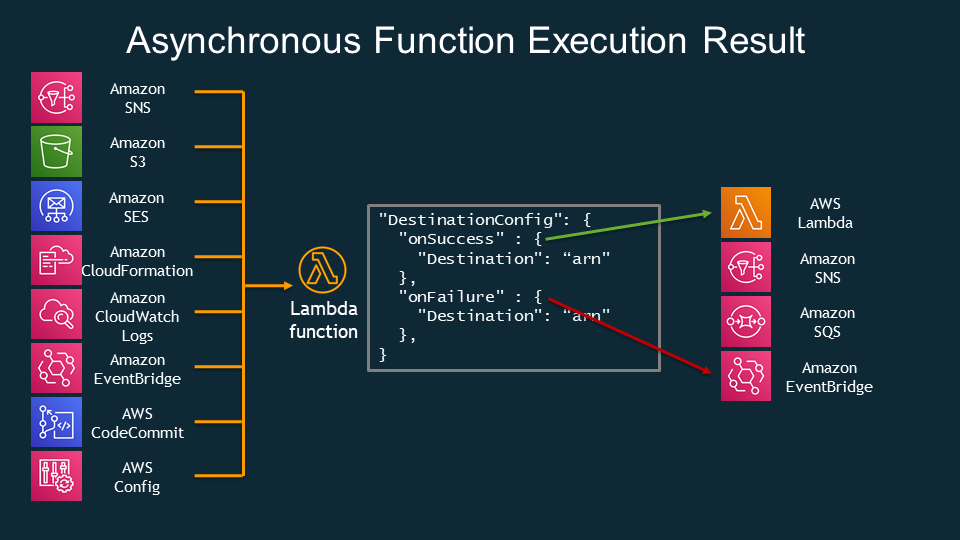 Asynchronous Function Execution Result
Amazon
SNS
Amazon
S3
Amazon
SES
Amazon
CloudFormation
Amazon
CloudWatch
Logs
Amazon
EventBridge
AWS
CodeCommit
AWS
Config
Lambda
function
"DestinationConfig": {
"onSuccess" : {
"Destination": “arn"
},
"onFailure" : {
"Destination": “arn"
},
}
AWS
Lambda
Amazon
SNS
Amazon
SQS
Amazon
EventBridge